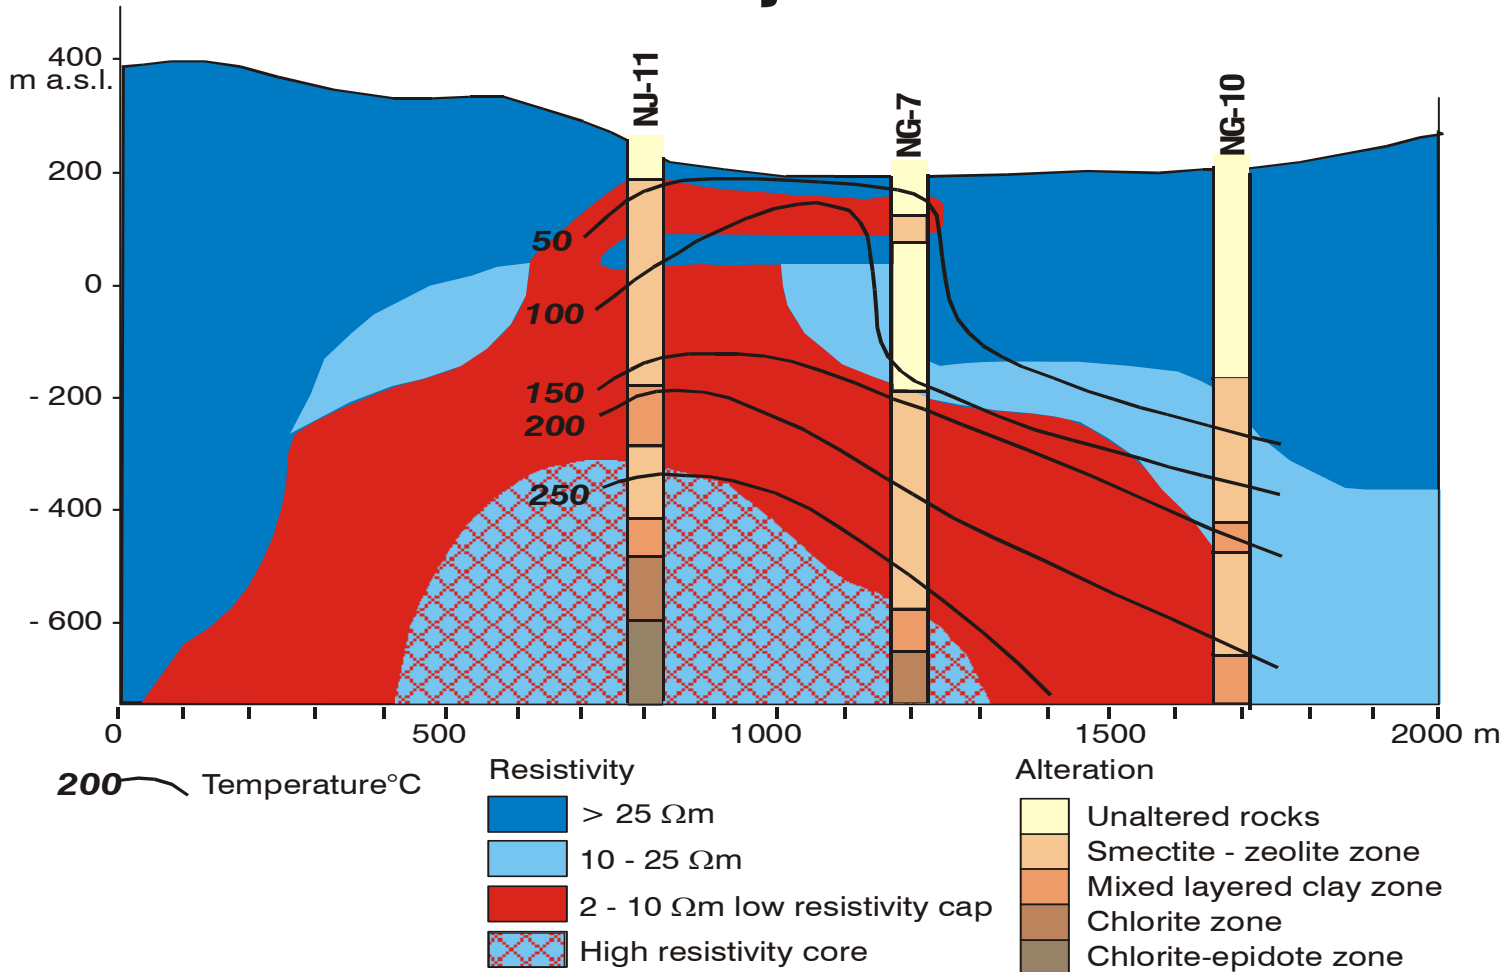 400
m a.s.l.
200
0
- 200
- 400
- 600
NJ-11
NG-7
NG-10
50
100
150
200
250
0
500
1000
1500
2000 m
200 Temperature°C
Resistivity
> 25 Ωm
10 - 25 Ωm
2 - 10 Ωm low resistivity cap
High resistivity core
Alteration
Unaltered rocks
Smectite - zeolite zone
Mixed layered clay zone
Chlorite zone
Chlorite-epidote zone